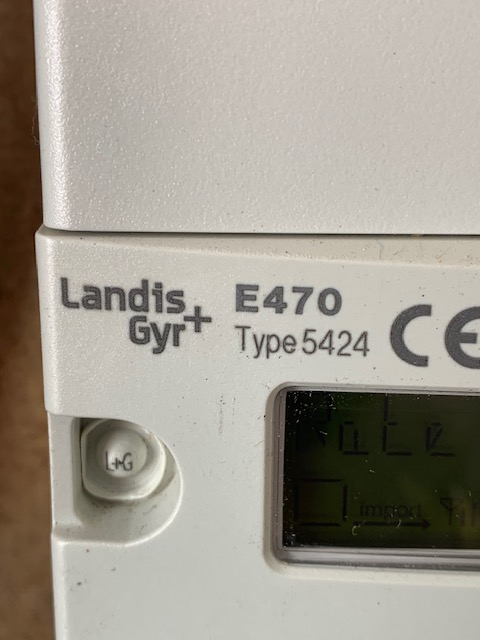 Landis
Gyr+
E470
Type 5424
CE
L+G
import